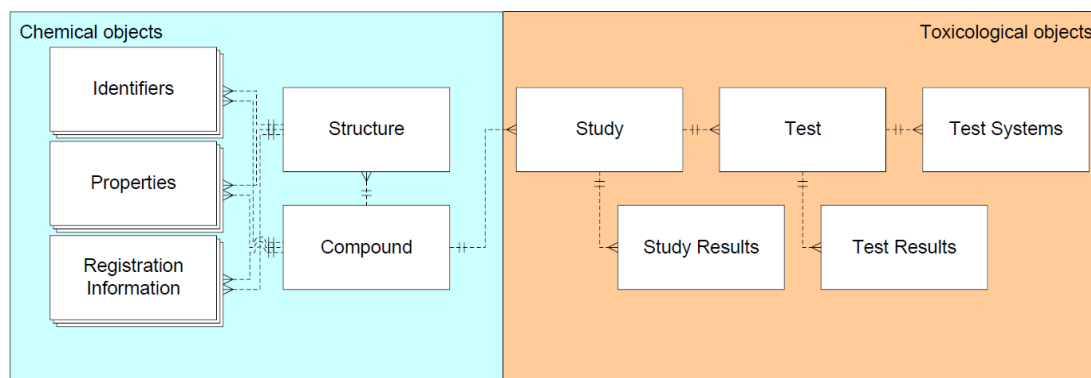 Chemical objects
Toxicological objects
Identifiers
Structure
Study
Test
Test Systems
Properties
Compound
Study Results
Test Results
Registration
Information